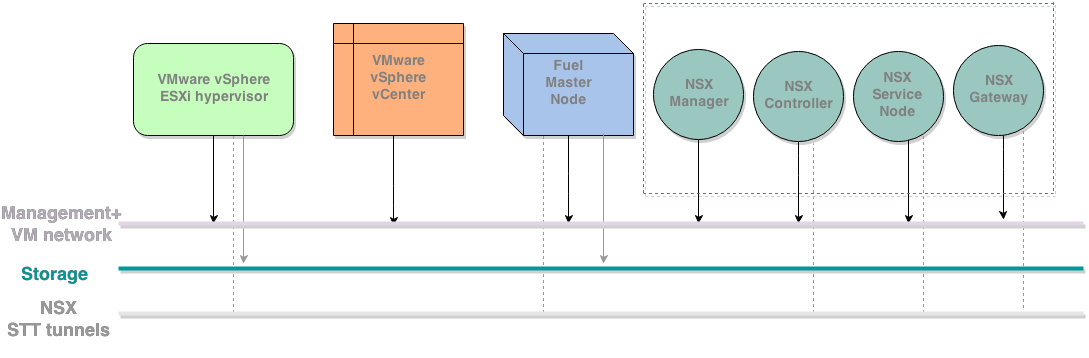 VMware vSphere
ESXi hypervisor
VMware
vSphere
vCenter
Fuel
Master
Node
NSX
Manager
NSX
Controller
NSX
Service
Node
NSX
Gateway
Management+
VM network
Storage
NSX
STT tunnels